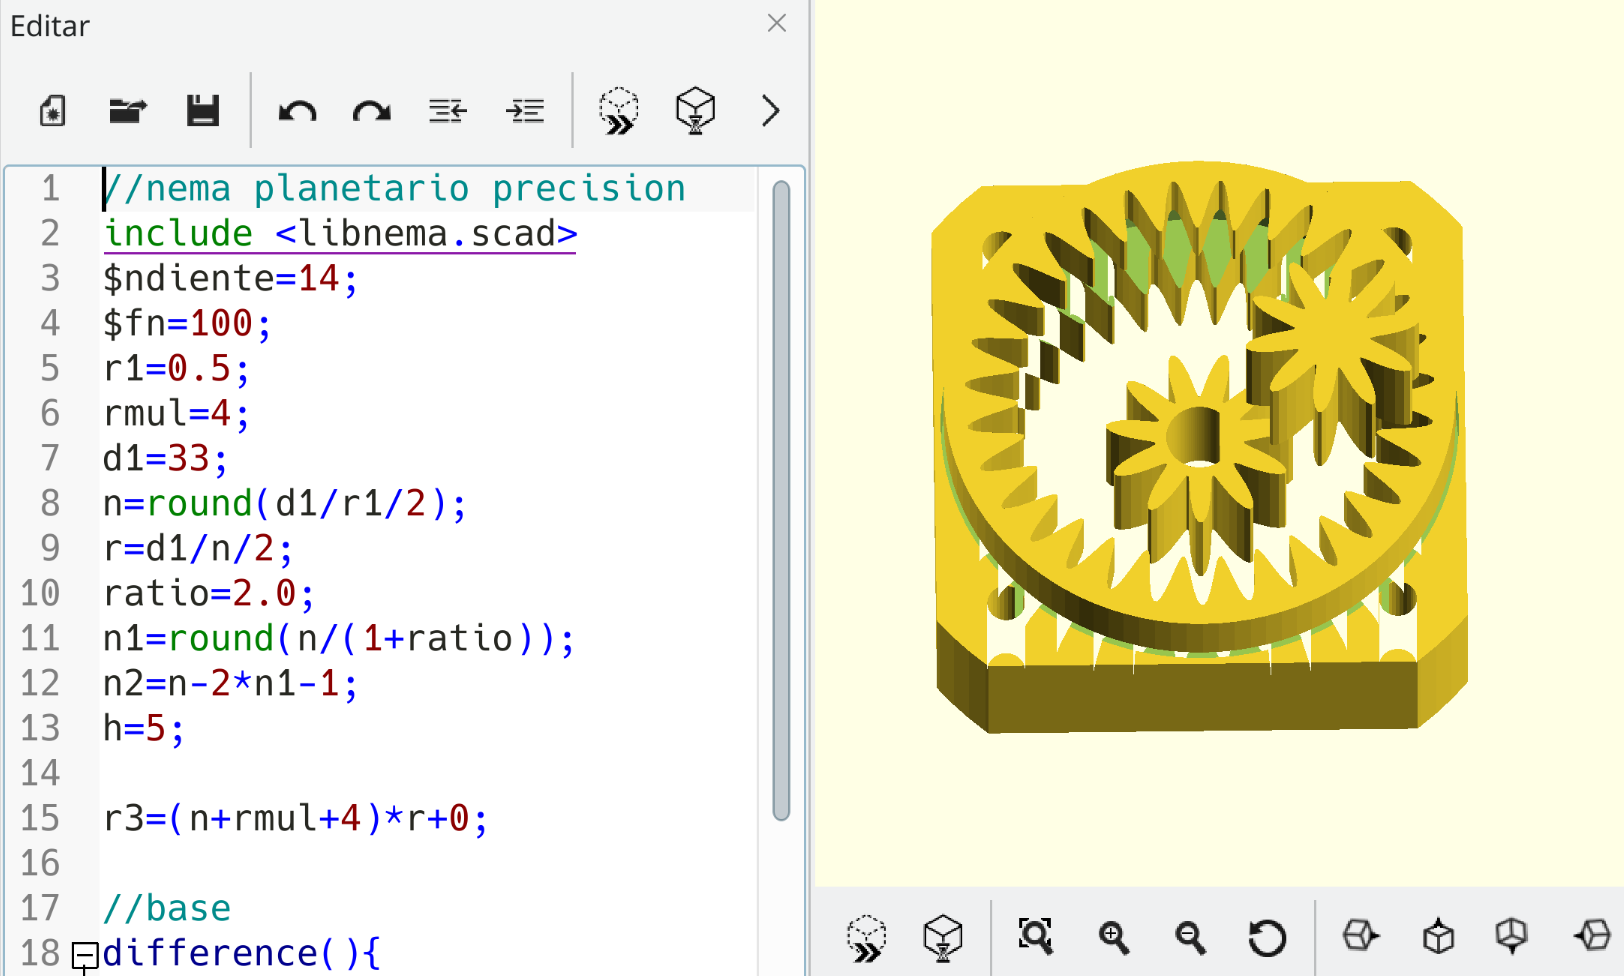 Editar
1 //nema planetario precision
2 include <libnema.scad>
3 $ndiente=14;
4 $fn=100;
5 r1=0.5;
6 rmul=4;
7 d1=33;
8 n=round(d1/r1/2);
9 r=d1/n/2;
10 ratio=2.0;
11 n1=round(n/(1+ratio));
12 n2=n-2*n1-1;
13 h=5;
14
15 r3=(n+rmul+4)*r+0;
16
17 //base
18 difference(){